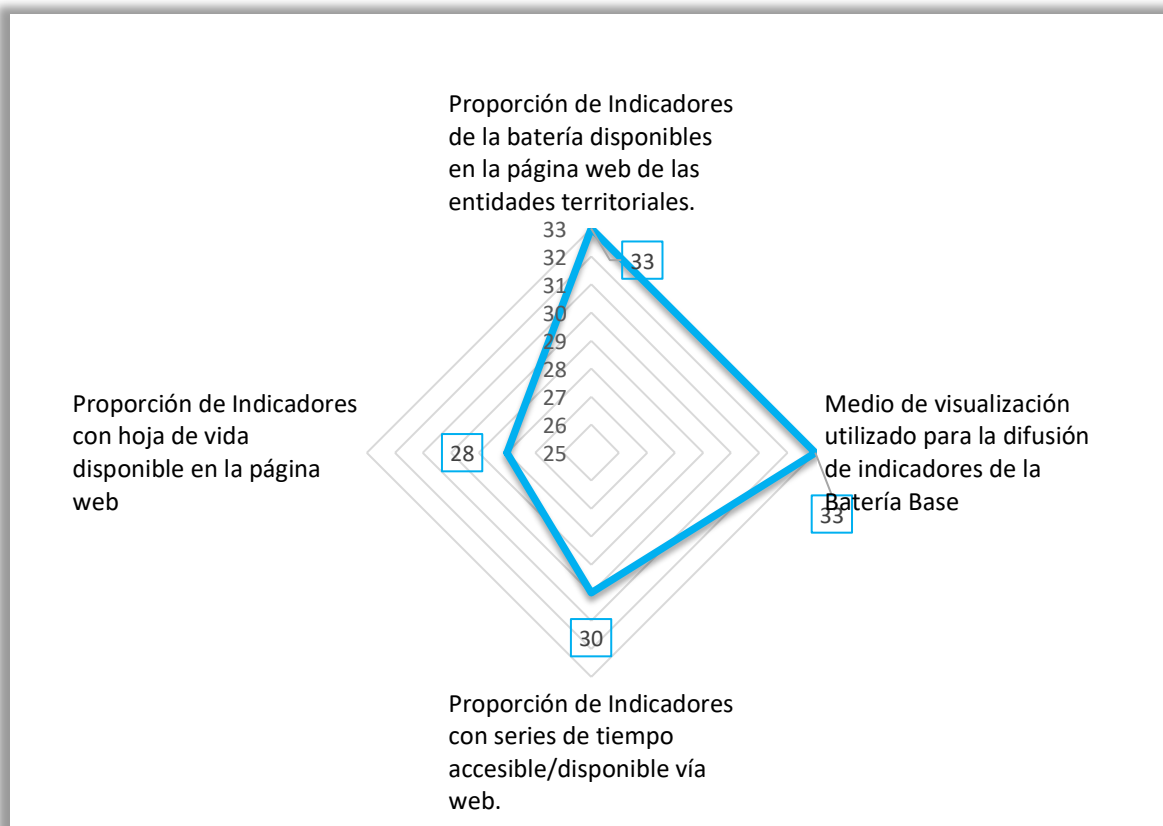 Proporción de Indicadores
de la batería disponibles
en la página web de las
entidades territoriales.
33
33
32
31
30
29
28
27
26
25
Medio de visualización
utilizado para la difusión
de indicadores de la
Batería Base
33
Proporción de Indicadores
con hoja de vida
disponible en la página
web
28
30
Proporción de Indicadores
con series de tiempo
accesible/disponible vía
web.